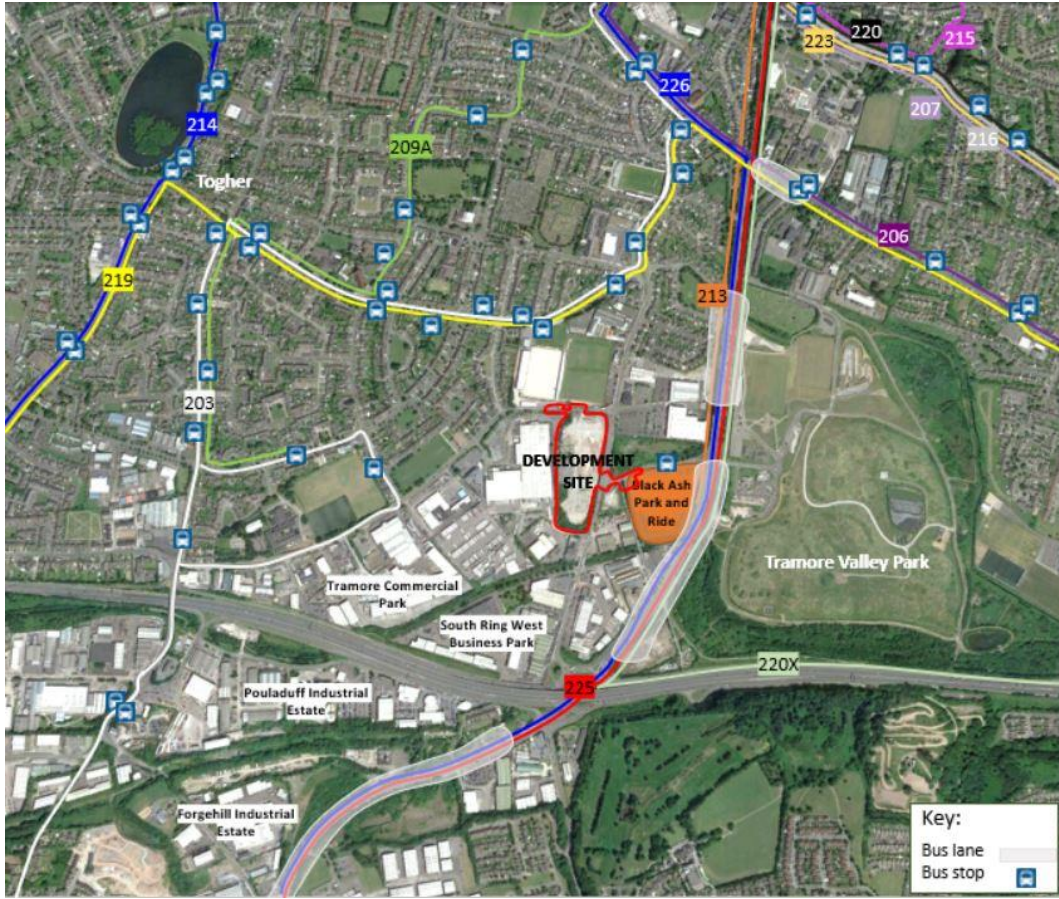 220
215
223
226
207
214
216
209A
Togher
206
219
213
203
DEVELOPMENT
SITE
Black Ash
Park and
Ride
Tramore Valley Park
Tramore Commercial
Park
South Ring West
Business Park
220X
225
Pouladuff Industrial
Estate
Forgehill Industrial
Estate
Key:
Bus lane
Bus stop